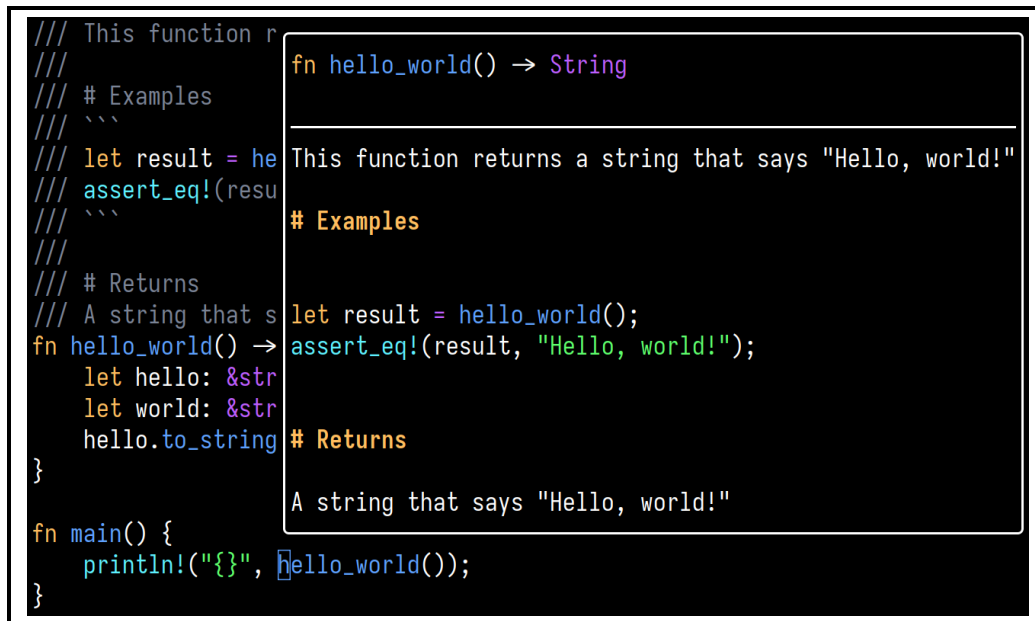 /// This function r
///
/// # Examples
/// ```
/// let result = he
/// assert_eq!(resu
/// ```
///
/// # Returns
/// A string that s
fn hello_world() →
    let hello: &str
    let world: &str
    hello.to_string
}

fn main() {
    println!("{}", hello_world());
}
fn hello_world() → String
This function returns a string that says "Hello, world!"
# Examples
let result = hello_world();
assert_eq!(result, "Hello, world!");
# Returns
A string that says "Hello, world!"